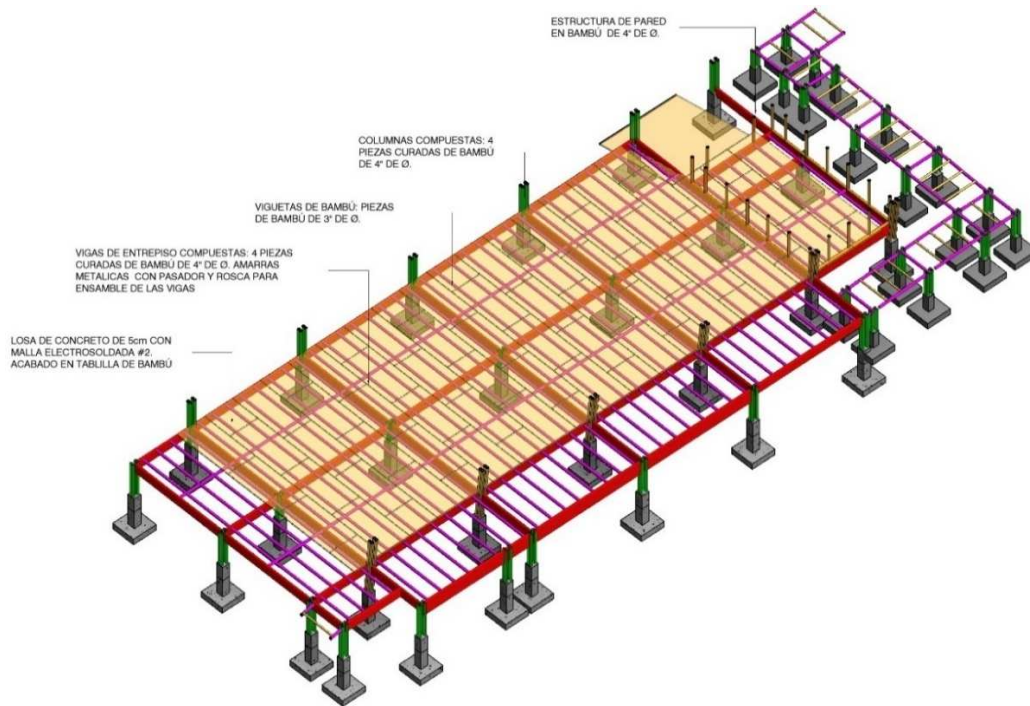 ESTRUCTURA DE PARED
EN BAMBÚ DE 4" DE Ø.
COLUMNAS COMPUESTAS: 4
PIEZAS CURADAS DE BAMBÚ
DE 4" DE Ø.
VIGUETAS DE BAMBÚ: PIEZAS
DE BAMBÚ DE 3" DE Ø.
VIGAS DE ENTREPISO COMPUESTAS: 4 PIEZAS
CURADAS DE BAMBÚ DE 4" DE Ø. AMARRAS
METALICAS CON PASADOR Y ROSCA PARA
ENSAMBLE DE LAS VIGAS
LOSA DE CONCRETO DE 5cm CON
MALLA ELECTROSOLDADA #2.
ACABADO EN TABLILLA DE BAMBÚ